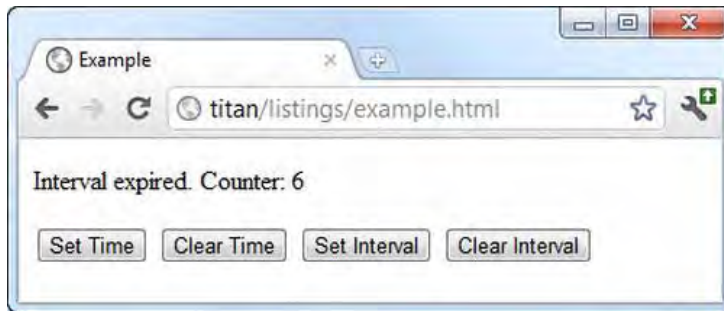 Example
titan/listings/example.html
Interval expired. Counter: 6
Set Time Clear Time Set Interval Clear Interval